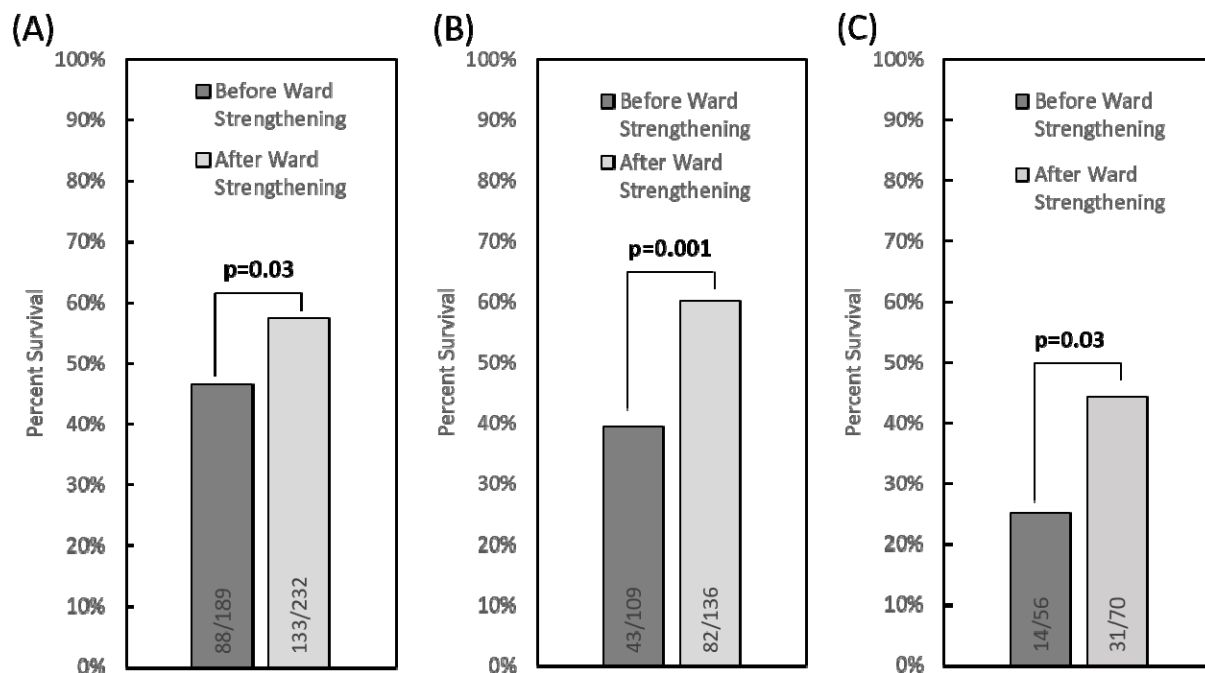 (A)
100%
90%
80%
70%
60%
50%
40%
30%
20%
10%
0%
Percent Survival
Before Ward
Strengthening
After Ward
Strengthening
p=0.03
88/189
133/232
(B)
100%
90%
80%
70%
60%
50%
40%
30%
20%
10%
0%
Percent Survival
Before Ward
Strengthening
After Ward
Strengthening
p=0.001
43/109
82/136
(C)
100%
90%
80%
70%
60%
50%
40%
30%
20%
10%
0%
Percent Survival
Before Ward
Strengthening
After Ward
Strengthening
p=0.03
14/56
31/70